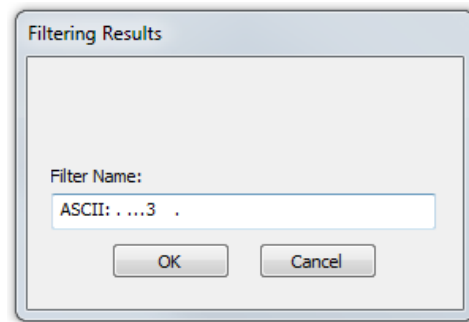 Filtering Results
Filter Name:
ASCII: . ...3   .
OK
Cancel